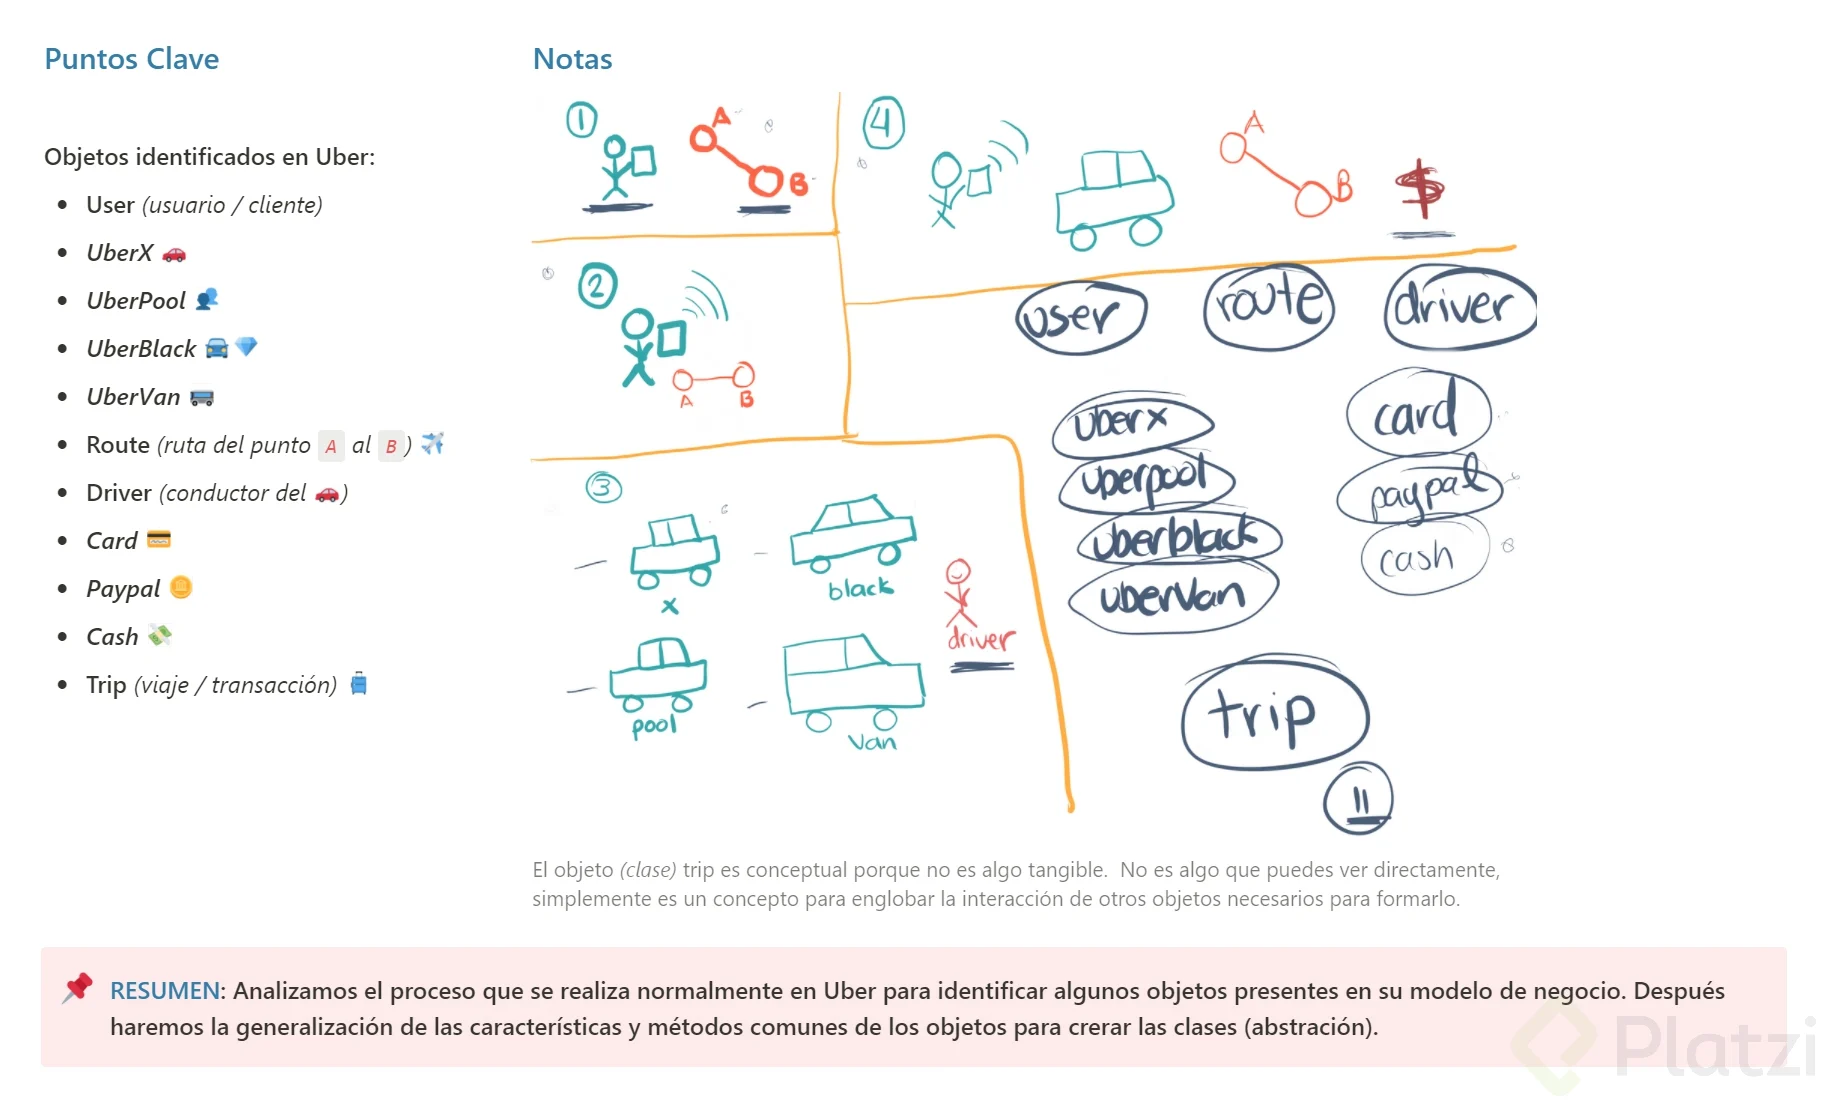 Puntos Clave
Objetos identificados en Uber:
• User (usuario / cliente)
• UberX 🚗
• UberPool 👥
• UberBlack 🚘💎
• UberVan 🚌
• Route (ruta del punto A al B) ✈️
• Driver (conductor del 🚗)
• Card 💳
• Paypal 🪙
• Cash 💸
• Trip (viaje / transacción) 🧳
Notas
1
A
B
2
A
B
3
x
black
driver
pool
Van
4
A
B
$
user
route
driver
uberx
uberpool
uberblack
uberVan
card
paypal
cash
trip
11
El objeto (clase) trip es conceptual porque no es algo tangible. No es algo que puedes ver directamente,
simplemente es un concepto para englobar la interacción de otros objetos necesarios para formarlo.
📌 RESUMEN: Analizamos el proceso que se realiza normalmente en Uber para identificar algunos objetos presentes en su modelo de negocio. Después
haremos la generalización de las características y métodos comunes de los objetos para crerar las clases (abstración).
Platzi